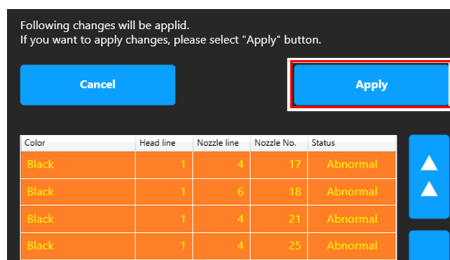 Following changes will be applid.
If you want to apply changes, please select "Apply" button.
Cancel Apply
Color Head line Nozzle line Nozzle No. Status
Black 1 4 17 Abnormal
Black 1 6 18 Abnormal
Black 1 4 21 Abnormal
Black 1 4 25 Abnormal